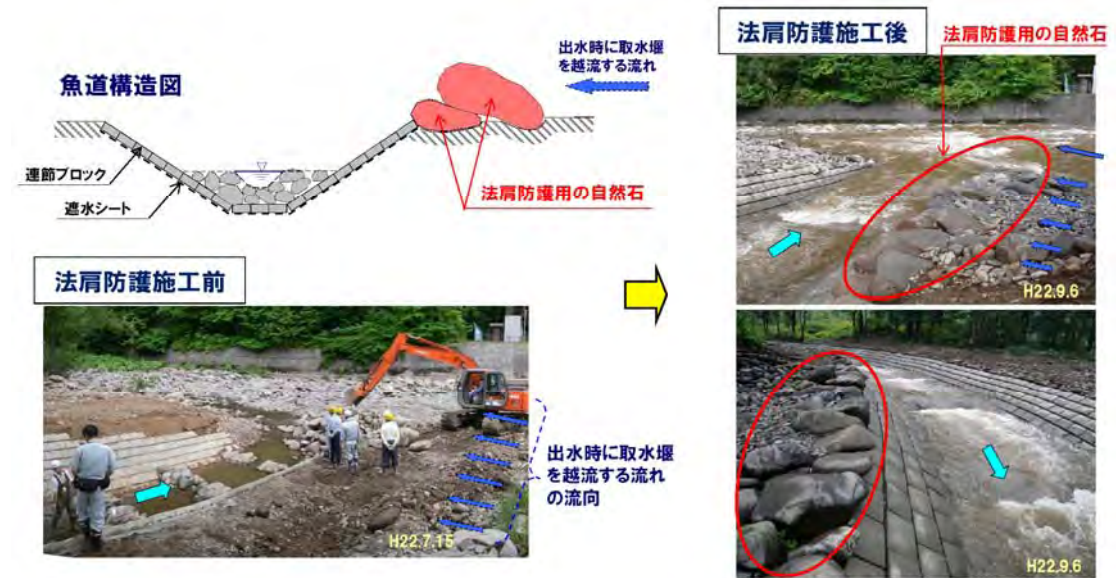 魚道構造図
出水時に取水堰
を越流する流れ
連節ブロック
遮水シート
法肩防護用の自然石
法肩防護施工前
H22.7.15
出水時に取水堰
を越流する流れ
の流向
法肩防護施工後
法肩防護用の自然石
H22.9.6
H22.9.6